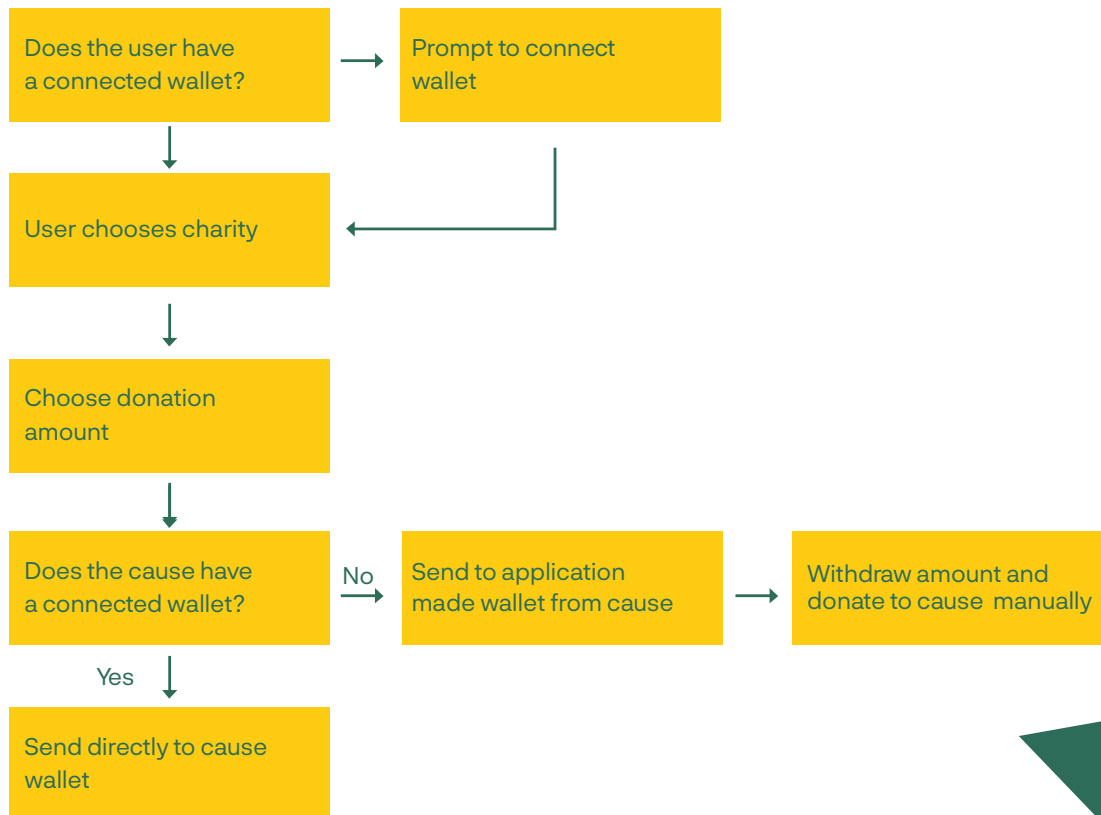 Does the user have
a connected wallet?
Prompt to connect
wallet
User chooses charity
Choose donation
amount
Does the cause have
a connected wallet?
No
Send to application
made wallet from cause
Withdraw amount and
donate to cause  manually
Yes
Send directly to cause
wallet